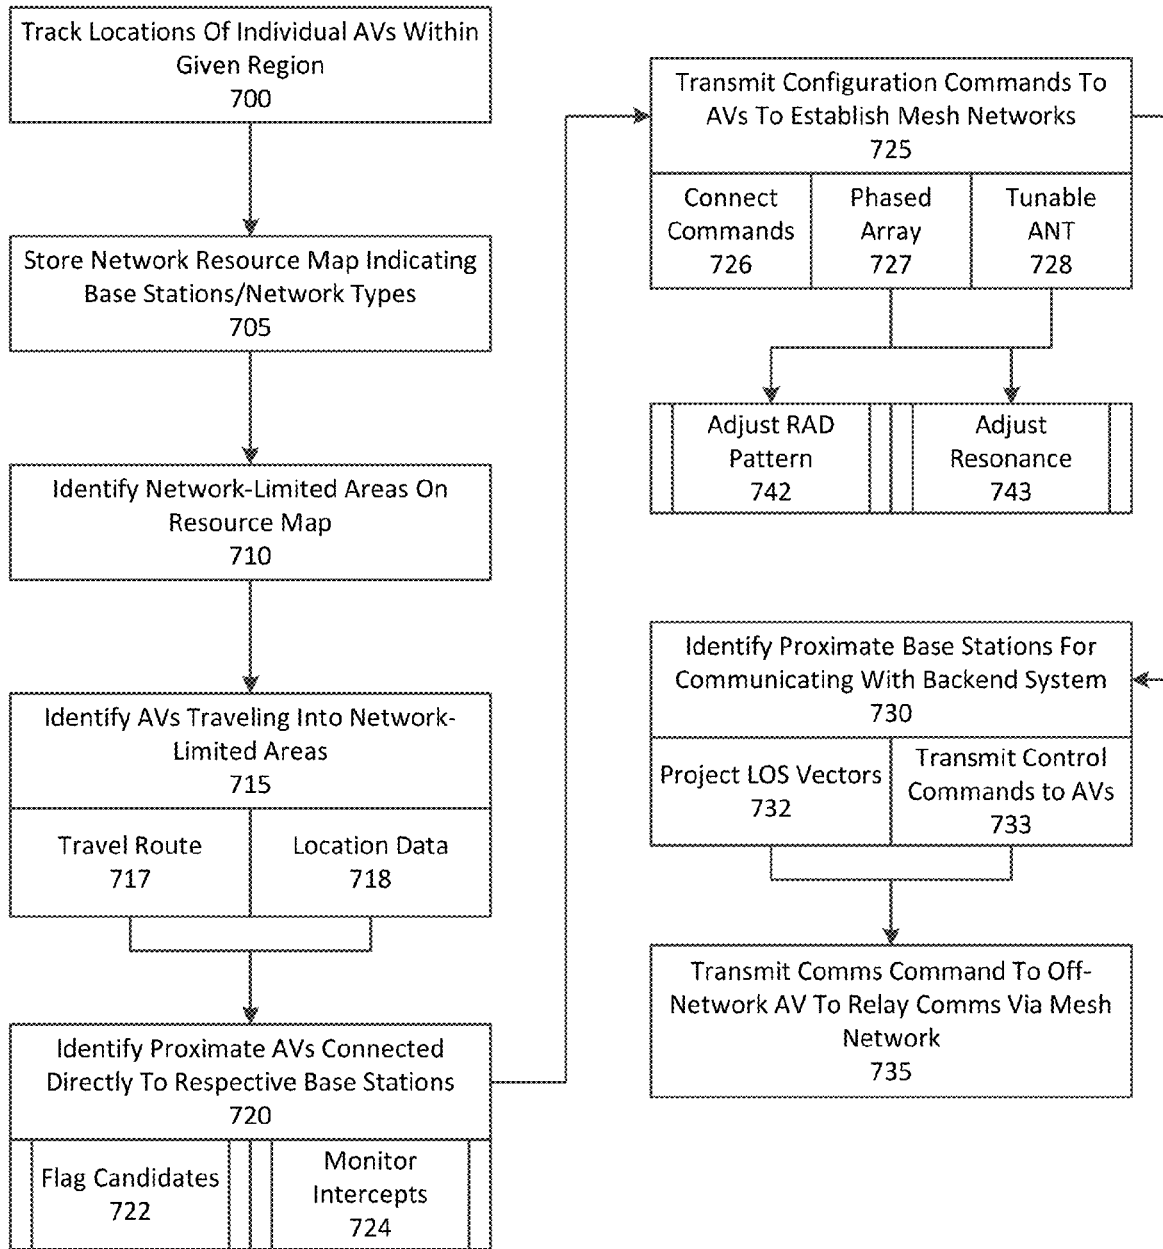 Track Locations Of Individual AVs Within
Given Region
700
Store Network Resource Map Indicating
Base Stations/Network Types
705
Identify Network-Limited Areas On
Resource Map
710
Identify AVs Traveling Into Network-
Limited Areas
715
Travel Route
717
Location Data
718
Identify Proximate AVs Connected
Directly To Respective Base Stations
720
Flag Candidates
722
Monitor
Intercepts
724
Transmit Configuration Commands To
AVs To Establish Mesh Networks
725
Connect
Commands
726
Phased
Array
727
Tunable
ANT
728
Adjust RAD
Pattern
742
Adjust
Resonance
743
Identify Proximate Base Stations For
Communicating With Backend System
730
Project LOS Vectors
732
Transmit Control
Commands to AVs
733
Transmit Comms Command To Off-
Network AV To Relay Comms Via Mesh
Network
735